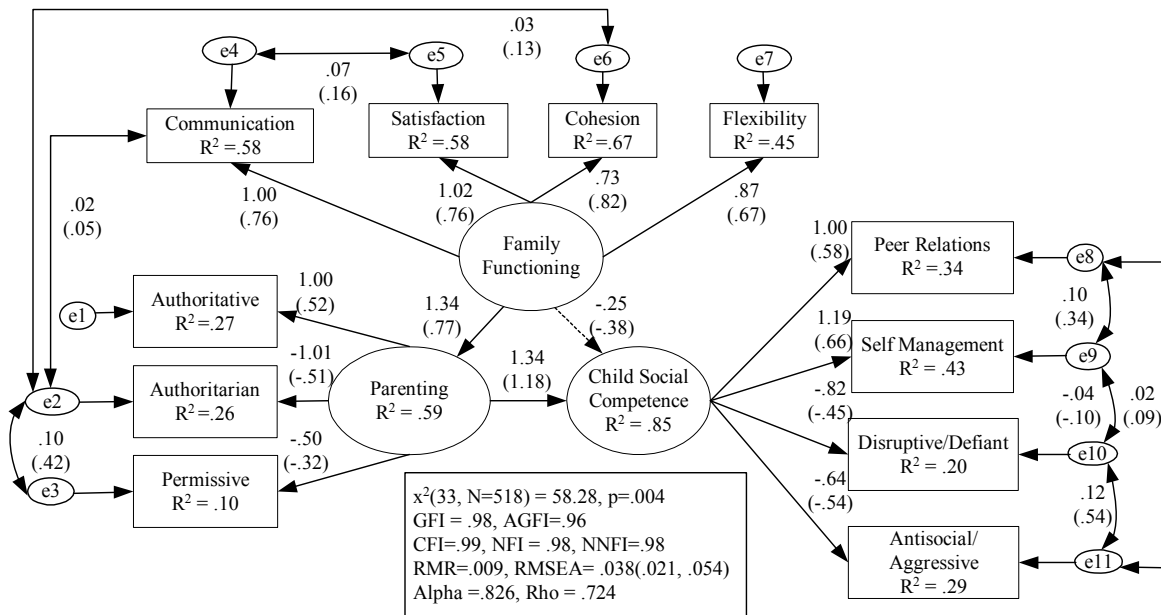 .03
(.13)
e4
e5
e6
e7
.07
(.16)
Communication
R² =.58
Satisfaction
R² =.58
Cohesion
R² =.67
Flexibility
R² =.45
.02
(.05)
1.00
(.76)
1.02
(.76)
.73
(.82)
.87
(.67)
Family
Functioning
1.00
(.58)
Peer Relations
R² =.34
e8
e1
Authoritative
R² =.27
1.00
(.52)
1.34
(.77)
-.25
(-.38)
.10
(.34)
1.19
(.66)
Self Management
R² = .43
e9
e2
Authoritarian
R² =.26
-1.01
(-.51)
Parenting
R² = .59
1.34
(1.18)
Child Social
Competence
R² = .85
-.82
(-.45)
-.04
(-.10)
.02
(.09)
Disruptive/Defiant
R² = .20
e10
.10
(.42)
e3
Permissive
R² = .10
-.50
(-.32)
-.64
(-.54)
.12
(.54)
Antisocial/
Aggressive
R² = .29
e11
x²(33, N=518) = 58.28, p=.004
GFI = .98, AGFI=.96
CFI=.99, NFI = .98, NNFI=.98
RMR=.009, RMSEA= .038(.021, .054)
Alpha =.826, Rho = .724